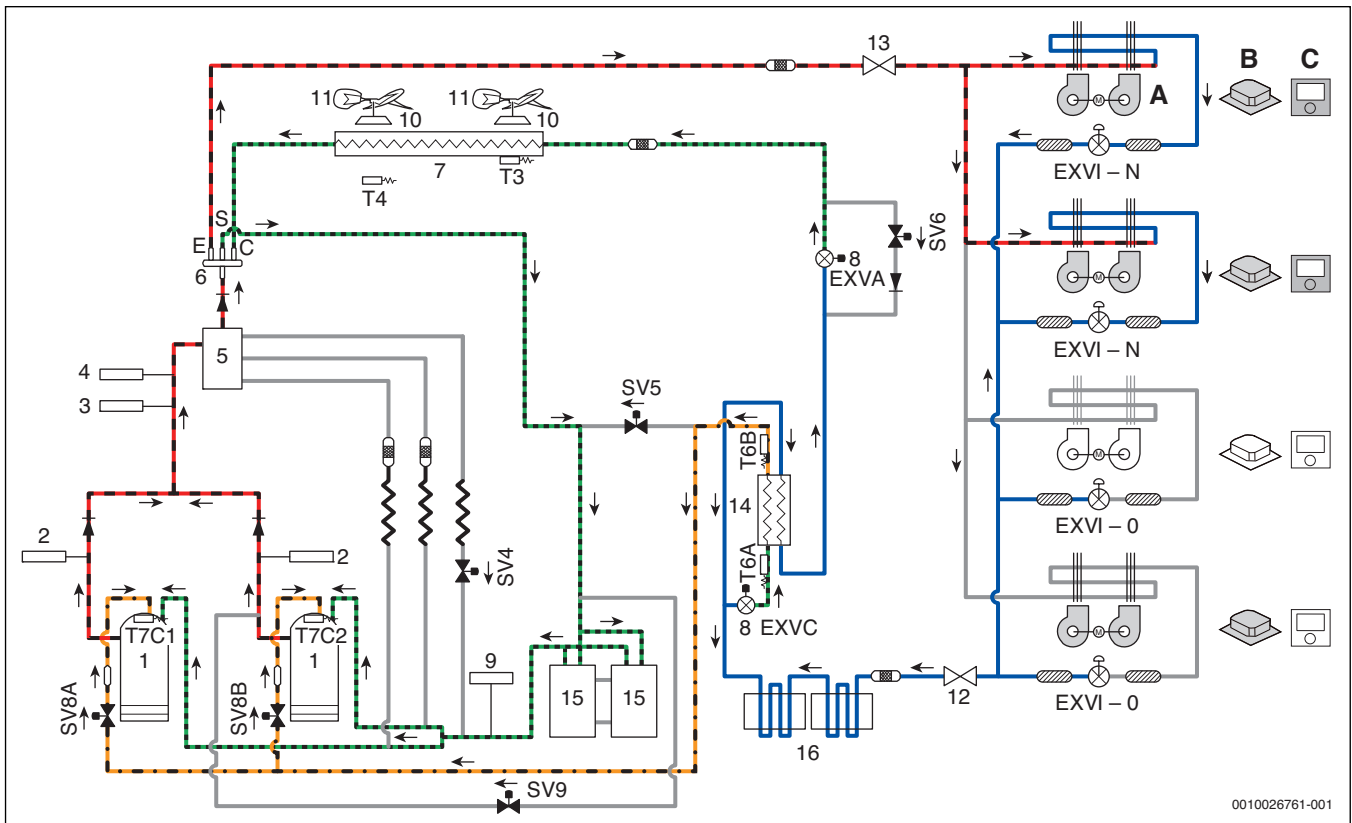 13
B C
11 11
A
10 10
7
T3
T4
EXVI – N
S
E C
6
8
EXVA
SV6
M
EXVI – N
5
4
3
SV5
T6B
14
SV4
T6A
M
EXVI – 0
2 2
T7C1 T7C2
1 1
8 EXVC
9
M
15 15
12
SV8A SV8B
16
EXVI – 0
SV9
M
0010026761-001